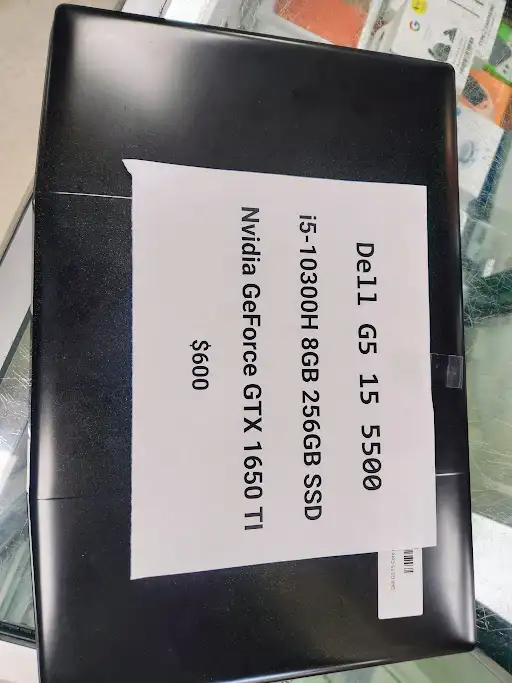 Dell G5 15 5500
i5-10300H 8GB 256GB SSD
Nvidia GeForce GTX 1650 TI
$600